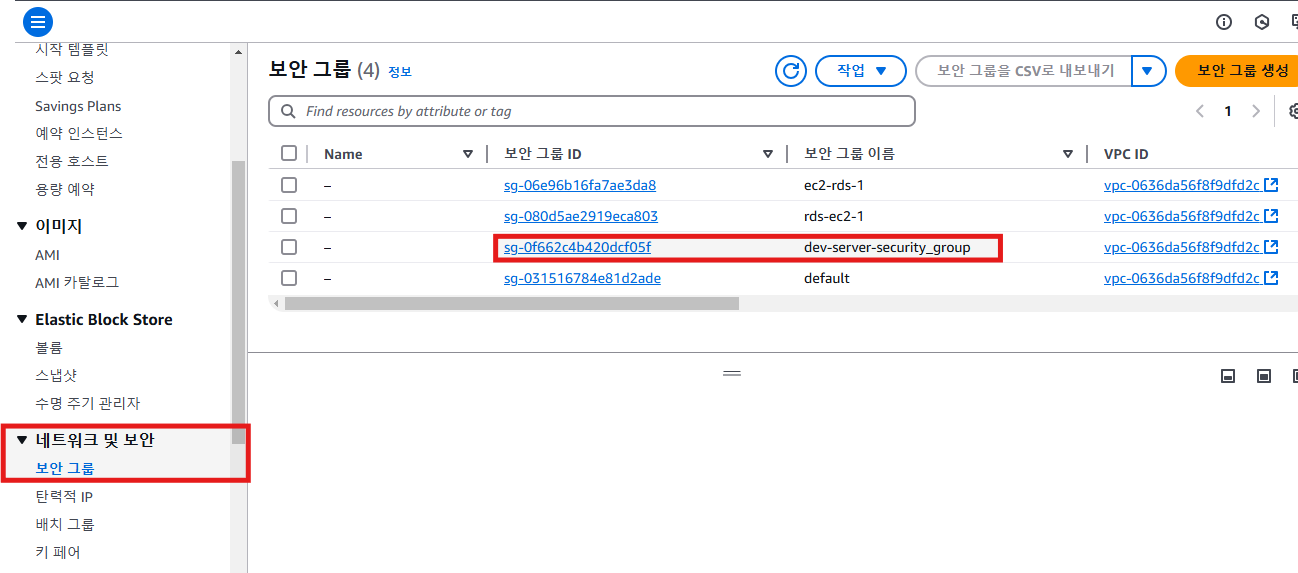 시작 템플릿
스팟 요청
Savings Plans
예약 인스턴스
전용 호스트
용량 예약
이미지
AMI
AMI 카탈로그
Elastic Block Store
볼륨
스냅샷
수명 주기 관리자
네트워크 및 보안
보안 그룹
탄력적 IP
배치 그룹
키 페어
보안 그룹 (4) 정보
작업
보안 그룹을 CSV로 내보내기
보안 그룹 생성
Find resources by attribute or tag
1
Name 보안 그룹 ID 보안 그룹 이름 VPC ID
– sg-06e96b16fa7ae3da8 ec2-rds-1 vpc-0636da56f8f9dfd2c
– sg-080d5ae2919eca803 rds-ec2-1 vpc-0636da56f8f9dfd2c
– sg-0f662c4b420dcf05f dev-server-security_group vpc-0636da56f8f9dfd2c
– sg-031516784e81d2ade default vpc-0636da56f8f9dfd2c